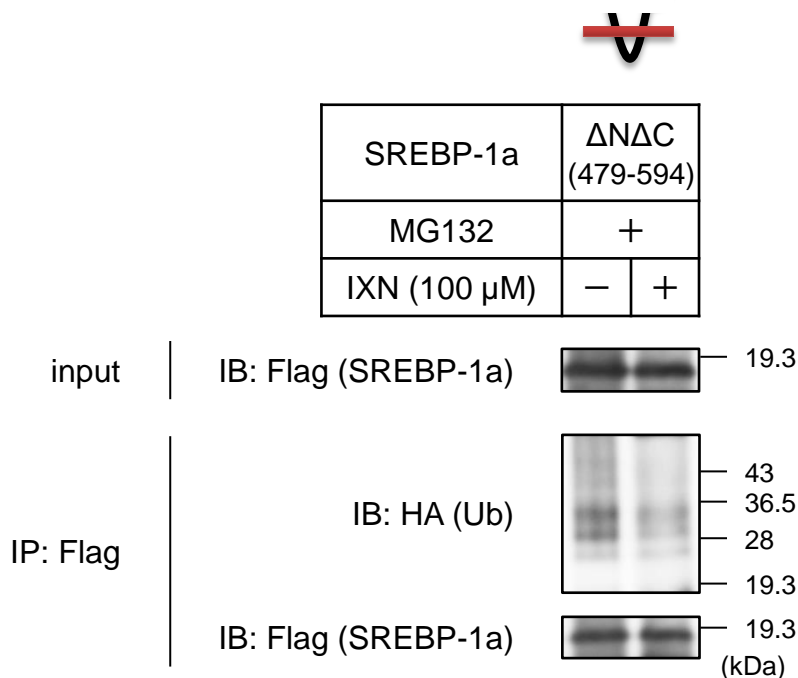 SREBP-1a
ΔNΔC
(479-594)
MG132
+
IXN (100 µM)
− +
input
IB: Flag (SREBP-1a)
19.3
IP: Flag
IB: HA (Ub)
43
36.5
28
19.3
IB: Flag (SREBP-1a)
19.3
(kDa)